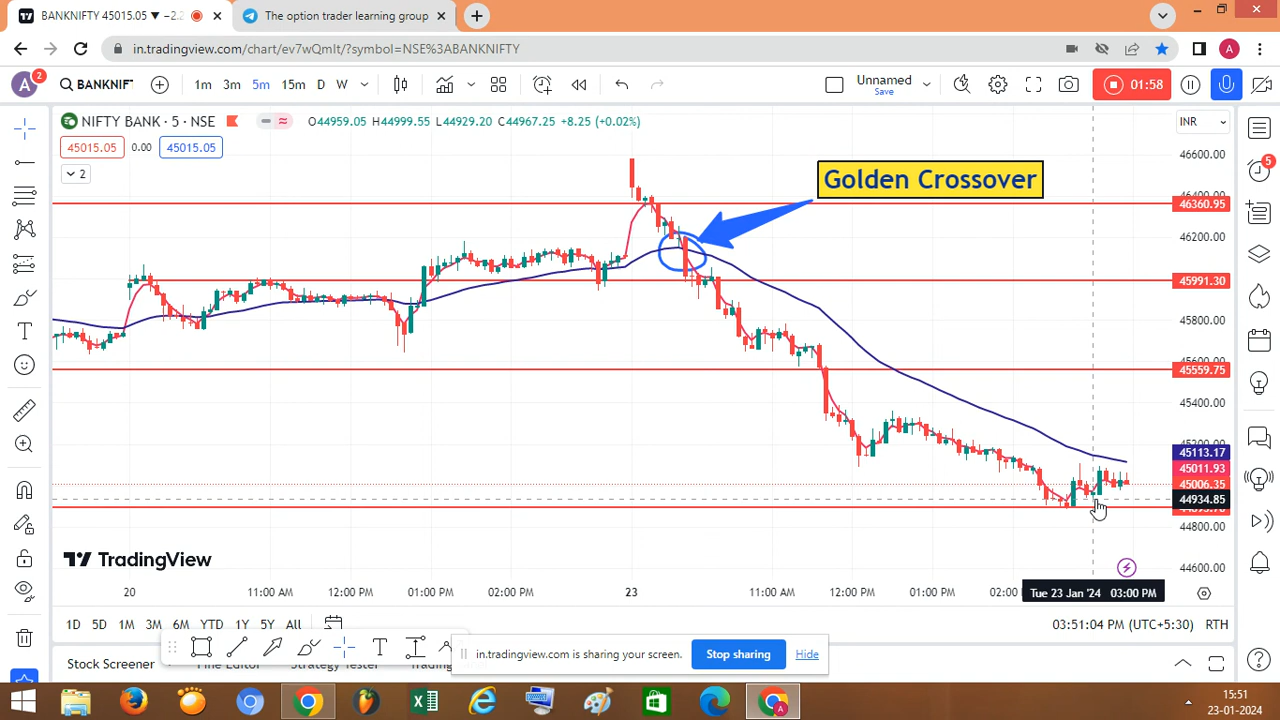 BANKNIFTY 45015.05 ▼ −2.2
The option trader learning group
in.tradingview.com/chart/ev7wQmIt/?symbol=NSE%3ABANKNIFTY
A
A
2
BANKNIFT
1m 3m 5m 15m D W
Unnamed
Save
01:58
NIFTY BANK · 5 · NSE
O44959.05 H44999.55 L44929.20 C44967.25 +8.25 (+0.02%)
INR
45015.05 0.00 45015.05
2
Golden Crossover
5
46600.00
46400.00
46360.95
46200.00
45991.30
45800.00
45559.75
45400.00
45113.17
45011.93
45006.35
44934.85
44800.00
44600.00
TradingView
20 11:00 AM 12:00 PM 01:00 PM 02:00 PM 23 11:00 AM 12:00 PM 01:00 PM 02:00
Tue 23 Jan '24 03:00 PM
1D 5D 1M 3M 6M YTD 1Y 5Y All
03:51:04 PM (UTC+5:30) RTH
in.tradingview.com is sharing your screen. Stop sharing Hide
Stock Screener Pine Editor Strategy Tester
15:51
23-01-2024